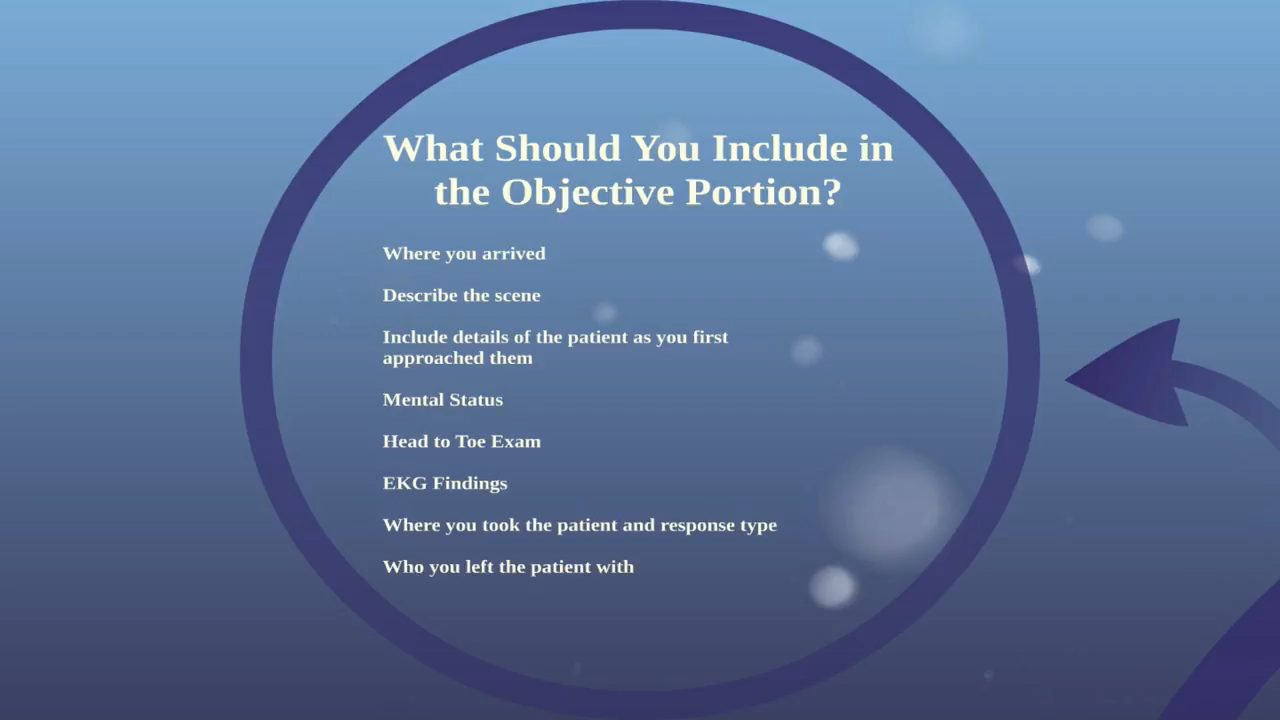 What Should You Include in
the Objective Portion?
Where you arrived
Describe the scene
Include details of the patient as you first
approached them
Mental Status
Head to Toe Exam
EKG Findings
Where you took the patient and response type
Who you left the patient with